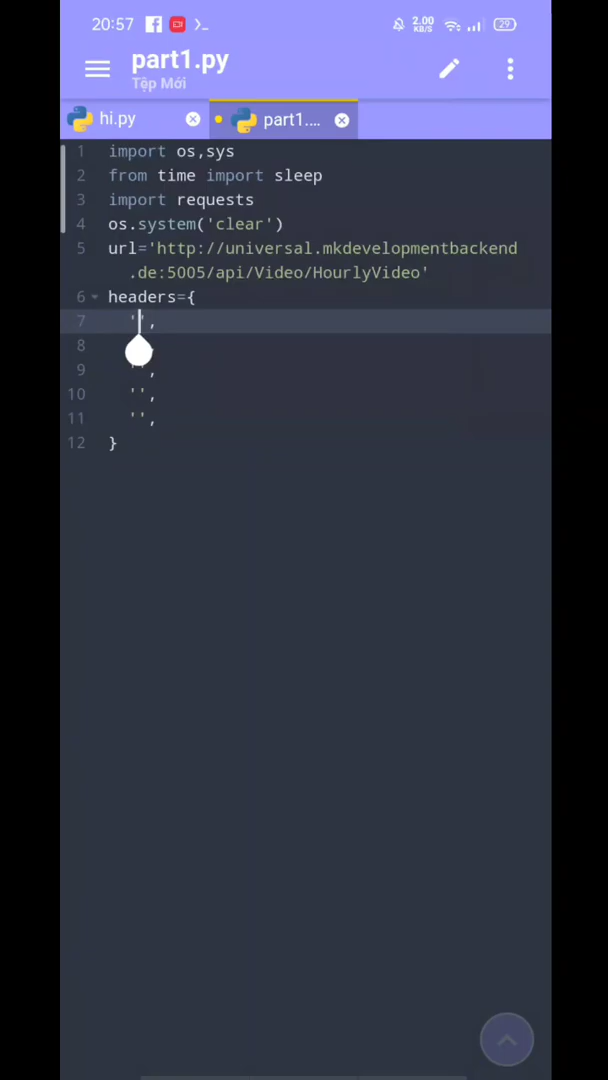 20:57 2.00 KB/S 29
part1.py
Tệp Mới
hi.py part1....
1 import os,sys
2 from time import sleep
3 import requests
4 os.system('clear')
5 url='http://universal.mkdevelopmentbackend
.de:5005/api/Video/HourlyVideo'
6 headers={
7 '',
8
9 '',
10 '',
11 '',
12 }